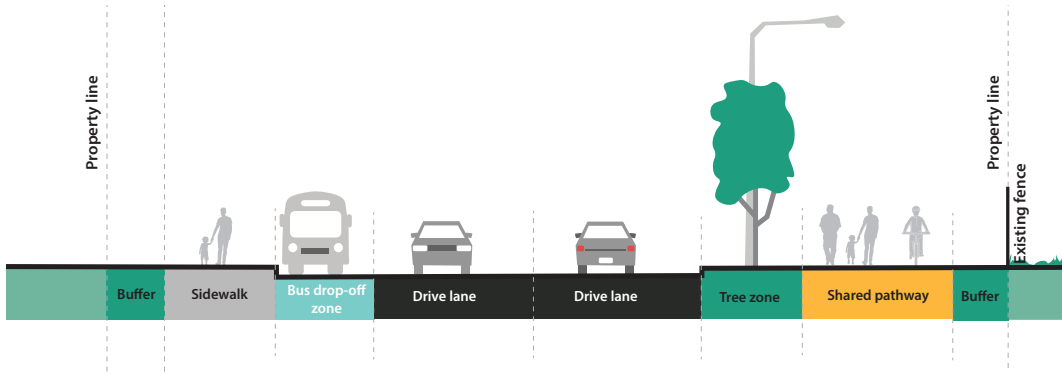 Property line
Buffer
Sidewalk
Bus drop-off
zone
Drive lane
Drive lane
Tree zone
Shared pathway
Buffer
Property line
Existing fence